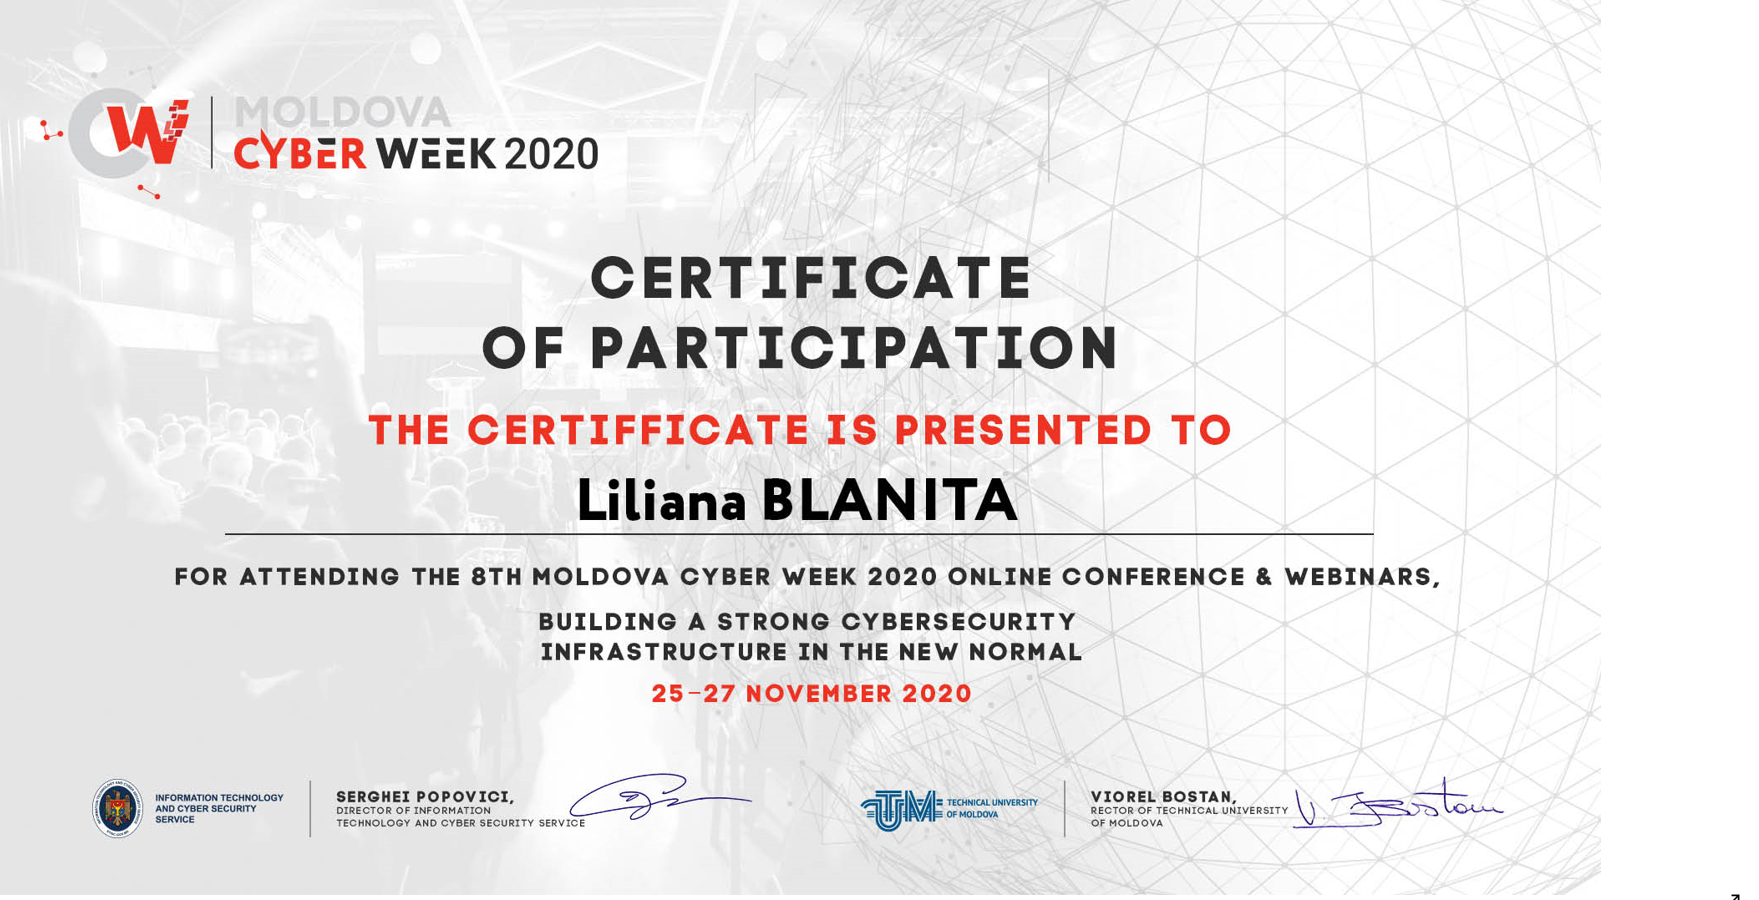 MOLDOVA
CYBER WEEK 2020
CERTIFICATE
OF PARTICIPATION
THE CERTIFFICATE IS PRESENTED TO
Liliana BLANITA
FOR ATTENDING THE 8TH MOLDOVA CYBER WEEK 2020 ONLINE CONFERENCE & WEBINARS,
BUILDING A STRONG CYBERSECURITY
INFRASTRUCTURE IN THE NEW NORMAL
25–27 NOVEMBER 2020
INFORMATION TECHNOLOGY
AND CYBER SECURITY
SERVICE
SERGHEI POPOVICI,
DIRECTOR OF INFORMATION
TECHNOLOGY AND CYBER SECURITY SERVICE
UTM
TECHNICAL UNIVERSITY
OF MOLDOVA
VIOREL BOSTAN,
RECTOR OF TECHNICAL UNIVERSITY
OF MOLDOVA
V. Bostan